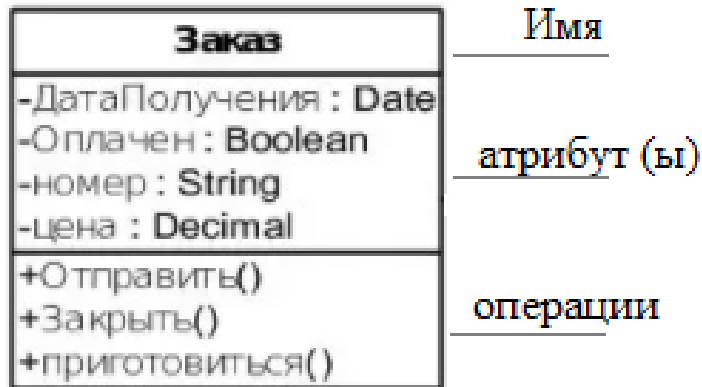 Заказ
Имя
-ДатаПолучения : Date
-Оплачен : Boolean
-номер : String
-цена : Decimal
атрибут (ы)
+Отправить()
+Закрыть()
+приготовиться()
операции